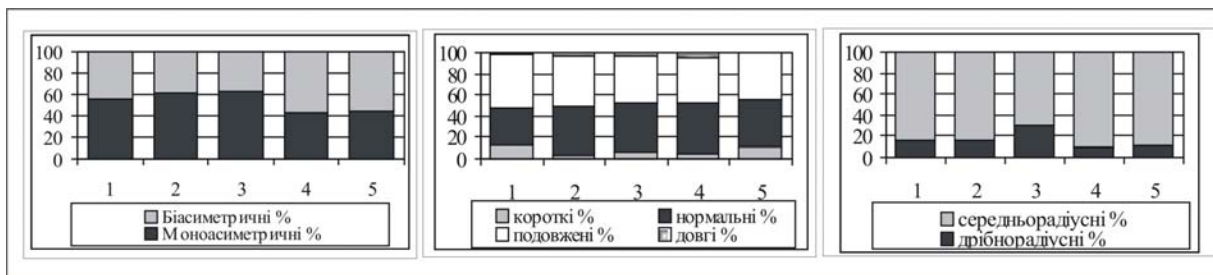 100
80
60
40
20
0
1 2 3 4 5
Біасиметричні %
Моноасиметричні %
100
80
60
40
20
0
1 2 3 4 5
короткі % нормальні %
подовжені % довгі %
100
80
60
40
20
0
1 2 3 4 5
середньорадіусні %
дрібнорадіусні %